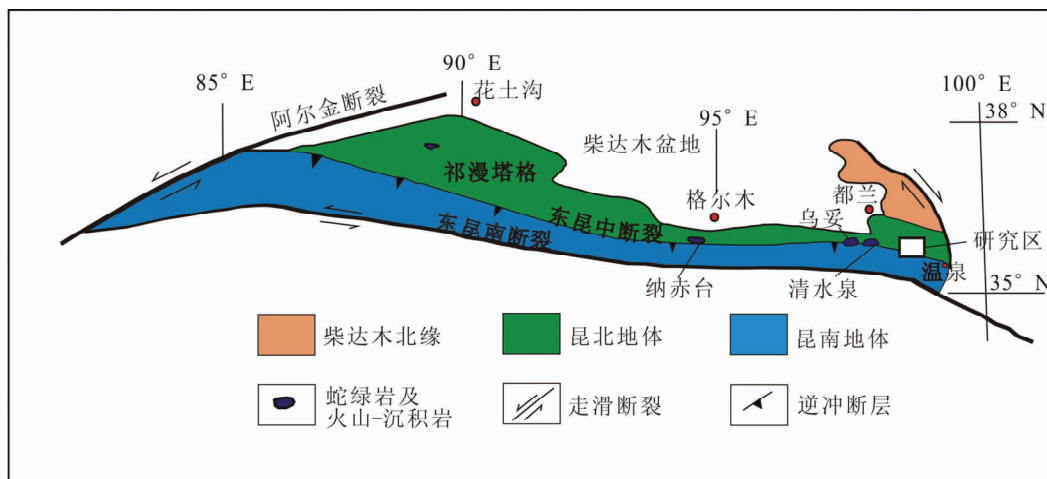 85° E
90° E
95° E
100° E
38° N
35° N
阿尔金断裂
花土沟
柴达木盆地
祁漫塔格
格尔木
都兰
乌妥
东昆中断裂
东昆南断裂
研究区
温泉
纳赤台
清水泉
柴达木北缘
昆北地体
昆南地体
蛇绿岩及
火山-沉积岩
走滑断裂
逆冲断层